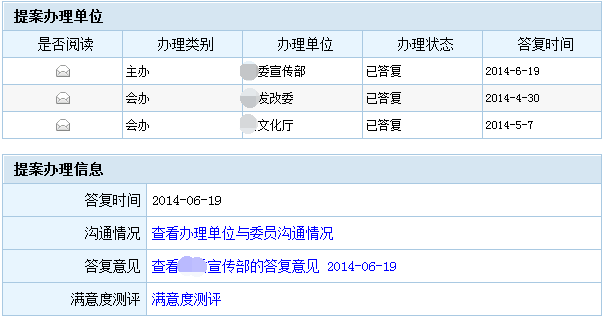 提案办理单位
是否阅读 办理类别 办理单位 办理状态 答复时间
主办 委宣传部 已答复 2014-6-19
会办 发改委 已答复 2014-4-30
会办 文化厅 已答复 2014-5-7
提案办理信息
答复时间 2014-06-19
沟通情况 查看办理单位与委员沟通情况
答复意见 查看宣传部的答复意见 2014-06-19
满意度测评 满意度测评